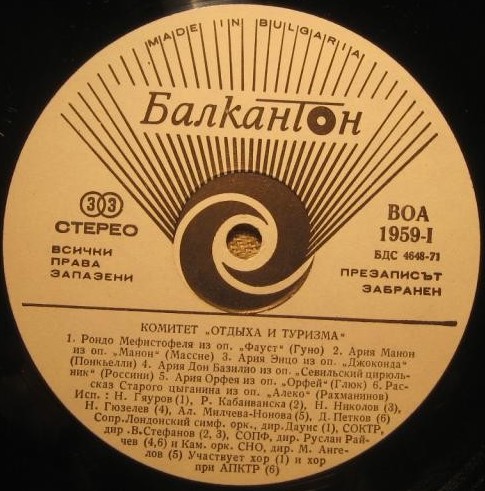 MADE IN BULGARIA
Балкантон
33
СТЕРЕО
ВСИЧКИ
ПРАВА
ЗАПАЗЕНИ
ВОА
1959-I
БДС 4648-71
ПРЕЗАПИСЪТ
ЗАБРАНЕН
КОМИТЕТ „ОТДЫХА И ТУРИЗМА"
1. Рондо Мефистофеля из оп. „Фауст" (Гуно) 2. Ария Манон
из оп. „Манон" (Массне) 3. Ария Энцо из оп. „Джоконда"
(Понкьелли) 4. Ария Дон Базилио из оп. „Севильский цирюль-
ник" (Россини) 5. Ария Орфея из оп. „Орфей" (Глюк) 6. Рас-
сказ Старого цыганина из оп. „Алеко" (Рахманинов)
Исп.: Н. Гяуров (1), Р. Кабаиванска (2), Н. Николов (3),
Н. Гюзелев (4), Ал. Милчева-Нонова (5), Д. Петков (6)
Сопр. Лондонский симф. орк., дир. Даунс (1), СОКТР,
дир. В. Стефанов (2, 3), СОПФ, дир. Руслан Рай-
чев (4,6) и Кам. орк. СНО, дир. М. Анге-
лов (5) Участвует хор (1) и хор
при АПКТР (6)